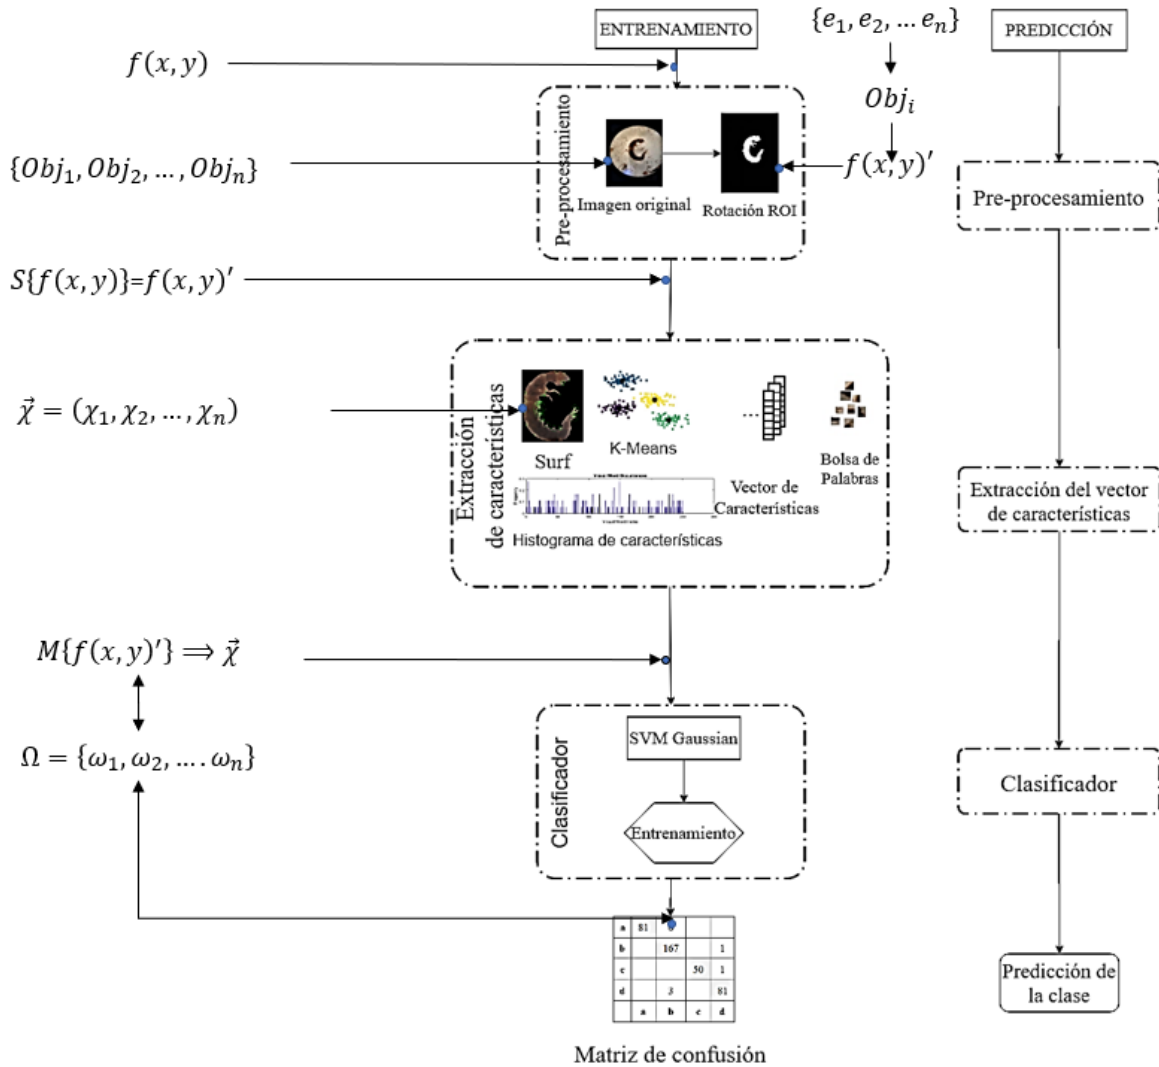 ENTRENAMIENTO
{e₁, e₂, … eₙ}
PREDICCIÓN
f(x, y)
Objᵢ
Pre-procesamiento
{Obj₁, Obj₂, …, Objₙ}
f(x, y)′
Imagen original
Rotación ROI
Pre-procesamiento
S{f(x, y)}=f(x, y)′
Extracción
de características
χ⃗ = (χ₁, χ₂, …, χₙ)
Surf
K-Means
...
Bolsa de
Palabras
Vector de
Características
Histograma de características
Extracción del vector
de características
M{f(x, y)′} ⟹ χ⃗
Clasificador
SVM Gaussian
Ω = {ω₁, ω₂, … . ωₙ}
Entrenamiento
Clasificador
a 81
b 167 1
c 50 1
d 3 81
a b c d
Predicción de
la clase
Matriz de confusión